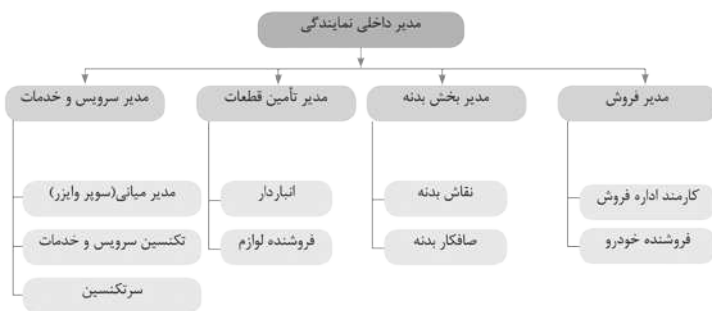 مدیر داخلی نمایندگی
مدیر فروش
مدیر بخش بدنه
مدیر تأمین قطعات
مدیر سرویس و خدمات
کارمند اداره فروش
نقاش بدنه
انباردار
مدیر میانی(سوپر وایزر)
فروشنده خودرو
صافکار بدنه
فروشنده لوازم
تکنسین سرویس و خدمات
سرتکنسین